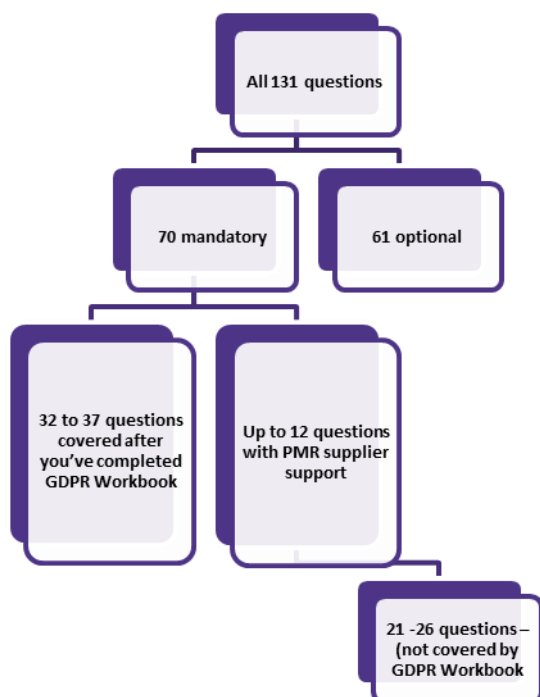 All 131 questions
70 mandatory
61 optional
32 to 37 questions
covered after
you've completed
GDPR Workbook
Up to 12 questions
with PMR supplier
support
21 -26 questions –
(not covered by
GDPR Workbook